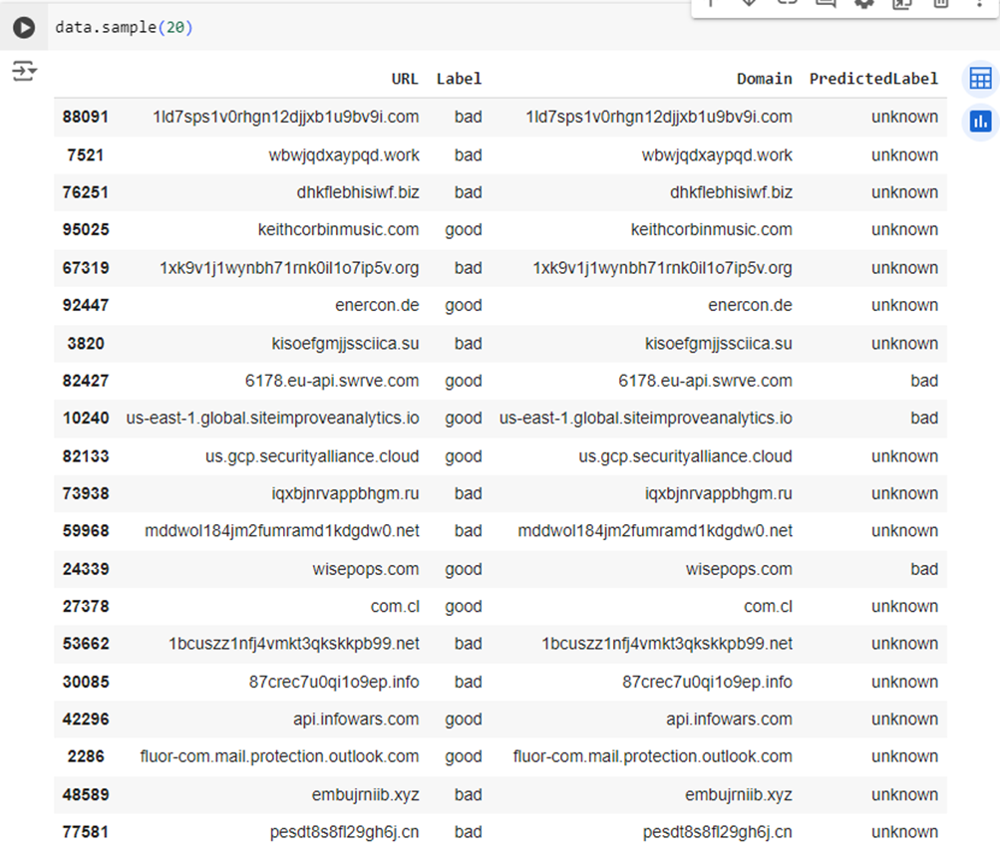 data.sample(20)
URL Label Domain PredictedLabel
88091 1ld7sps1v0rhgn12djjxb1u9bv9i.com bad 1ld7sps1v0rhgn12djjxb1u9bv9i.com unknown
7521 wbwjqdxaypqd.work bad wbwjqdxaypqd.work unknown
76251 dhkflebhisiwf.biz bad dhkflebhisiwf.biz unknown
95025 keithcorbinmusic.com good keithcorbinmusic.com unknown
67319 1xk9v1j1wynbh71rnk0il1o7ip5v.org bad 1xk9v1j1wynbh71rnk0il1o7ip5v.org unknown
92447 enercon.de good enercon.de unknown
3820 kisoefgmjjssciica.su bad kisoefgmjjssciica.su unknown
82427 6178.eu-api.swrve.com good 6178.eu-api.swrve.com bad
10240 us-east-1.global.siteimproveanalytics.io good us-east-1.global.siteimproveanalytics.io bad
82133 us.gcp.securityalliance.cloud good us.gcp.securityalliance.cloud unknown
73938 iqxbjnrvappbhgm.ru bad iqxbjnrvappbhgm.ru unknown
59968 mddwol184jm2fumramd1kdgdw0.net bad mddwol184jm2fumramd1kdgdw0.net unknown
24339 wisepops.com good wisepops.com bad
27378 com.cl good com.cl unknown
53662 1bcuszz1nfj4vmkt3qkskkpb99.net bad 1bcuszz1nfj4vmkt3qkskkpb99.net unknown
30085 87crec7u0qi1o9ep.info bad 87crec7u0qi1o9ep.info unknown
42296 api.infowars.com good api.infowars.com unknown
2286 fluor-com.mail.protection.outlook.com good fluor-com.mail.protection.outlook.com unknown
48589 embujrniib.xyz bad embujrniib.xyz unknown
77581 pesdt8s8fl29gh6j.cn bad pesdt8s8fl29gh6j.cn unknown